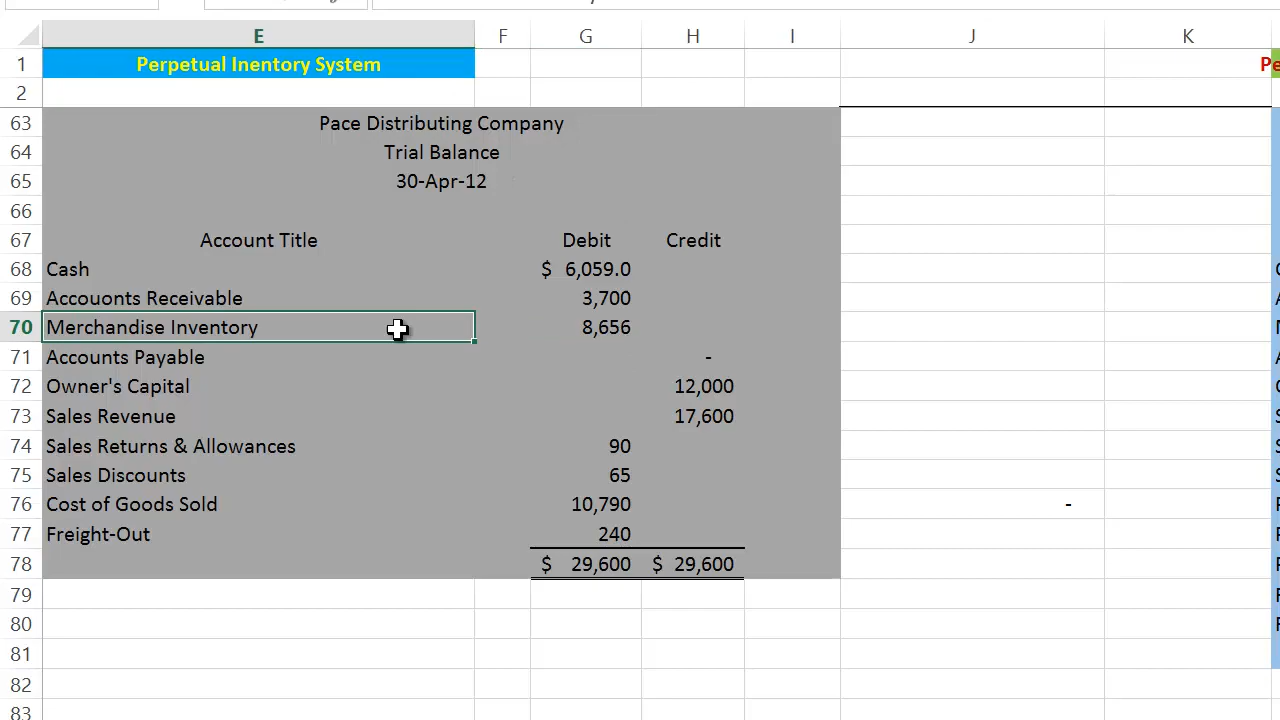 E F G H I J K
1 Perpetual Inentory System Pe
2
63 Pace Distributing Company
64 Trial Balance
65 30-Apr-12
66
67 Account Title Debit Credit
68 Cash $ 6,059.0
69 Accoounts Receivable 3,700
70 Merchandise Inventory 8,656
71 Accounts Payable -
72 Owner's Capital 12,000
73 Sales Revenue 17,600
74 Sales Returns & Allowances 90
75 Sales Discounts 65
76 Cost of Goods Sold 10,790 -
77 Freight-Out 240
78 $ 29,600 $ 29,600
79
80
81
82
83